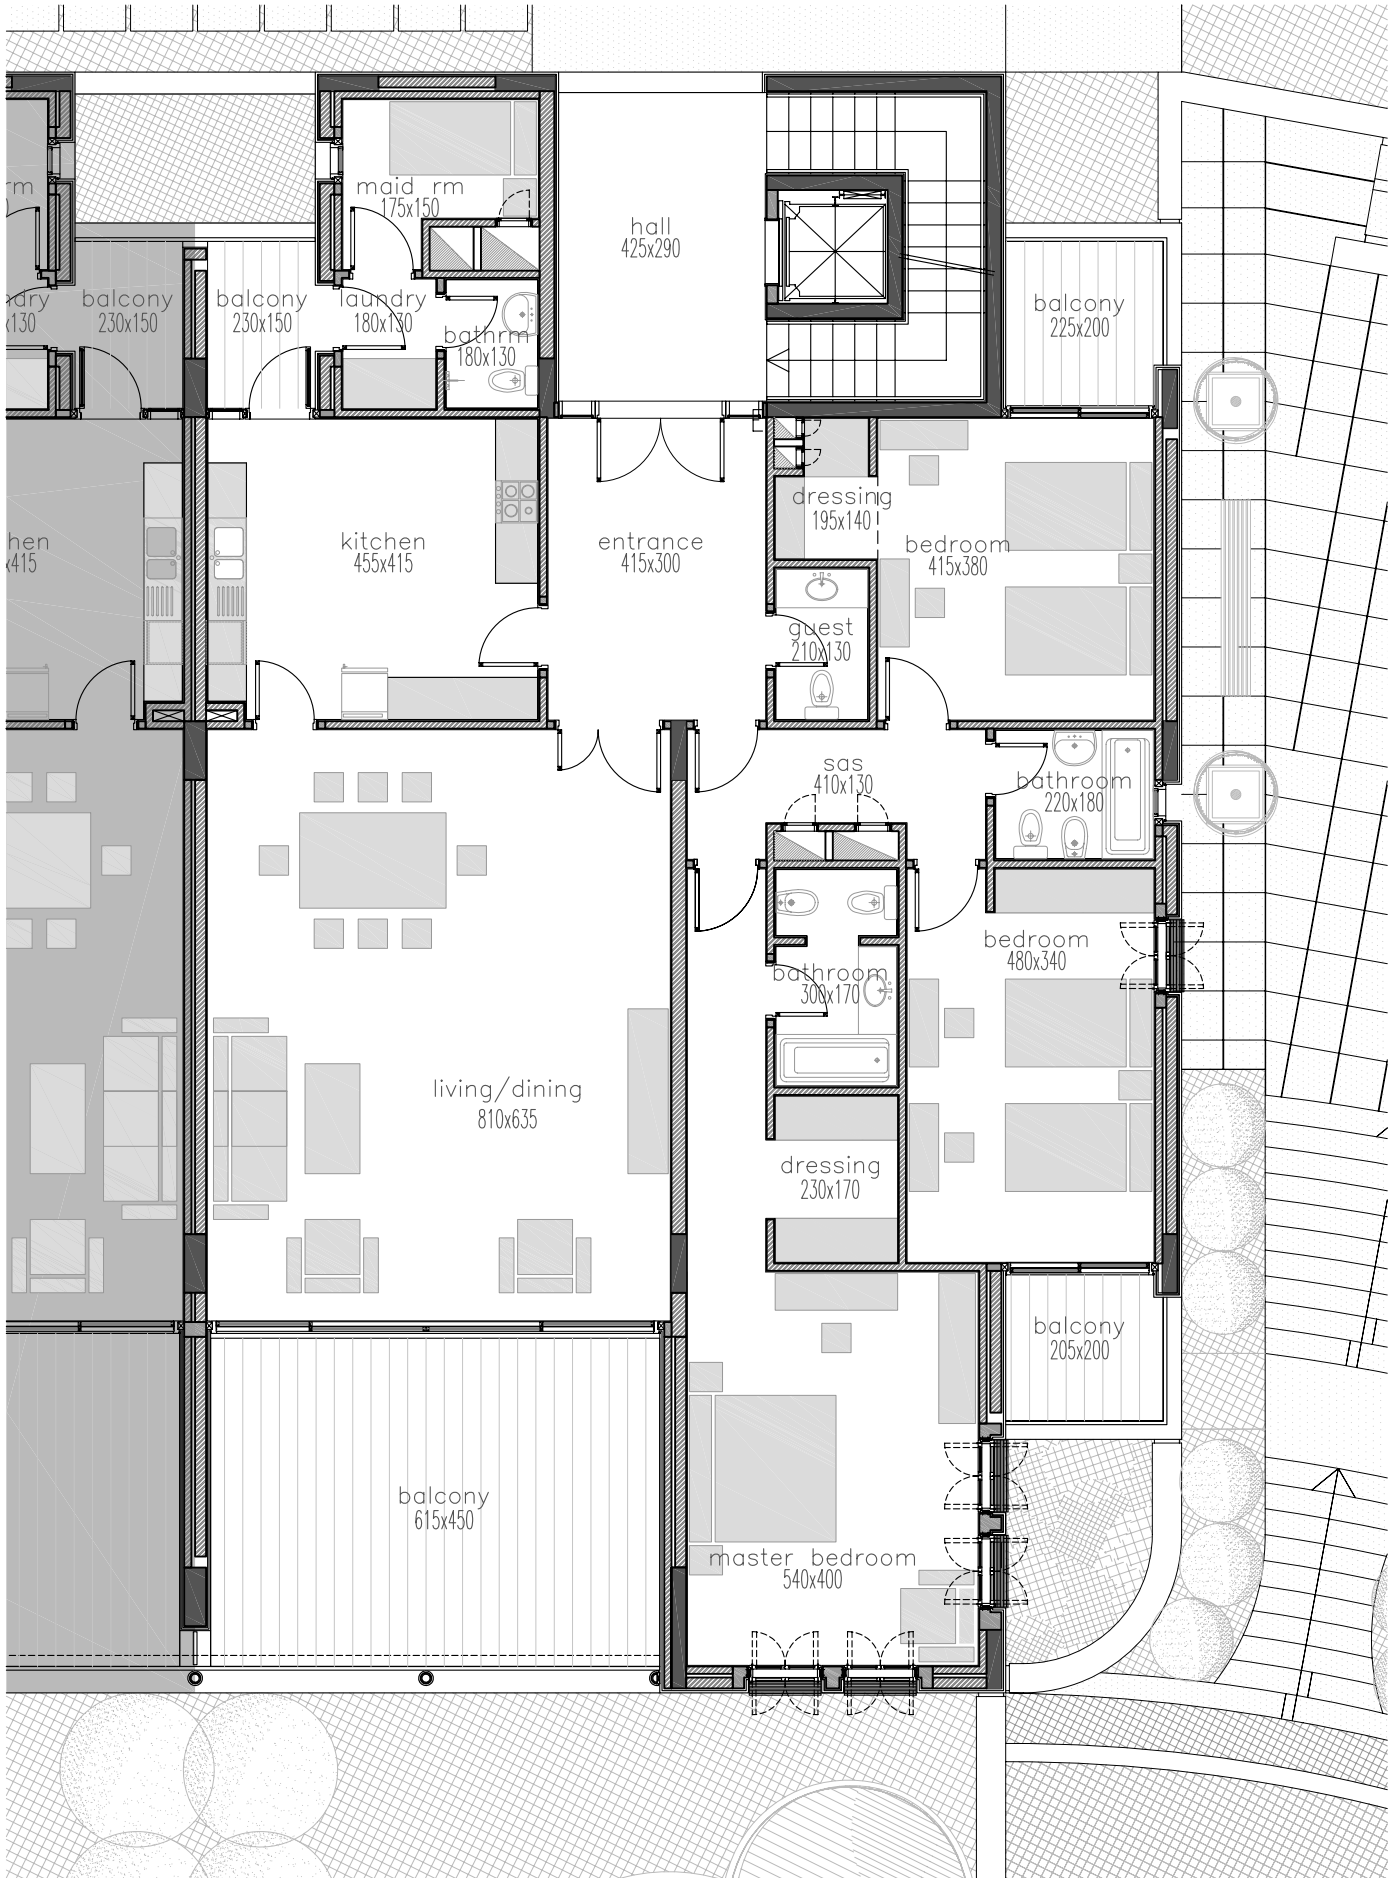 maid rm
175x150
rm
hall
425x290
balcony
230x150
balcony
230x150
laundry
180x130
bathrm
180x130
ndry
x130
balcony
225x200
dressing
195x140
kitchen
455x415
entrance
415x300
bedroom
415x380
hen
x415
guest
210x130
sas
410x130
bathroom
220x180
bedroom
480x340
bathroom
300x170
living/dining
810x635
dressing
230x170
balcony
205x200
balcony
615x450
master bedroom
540x400